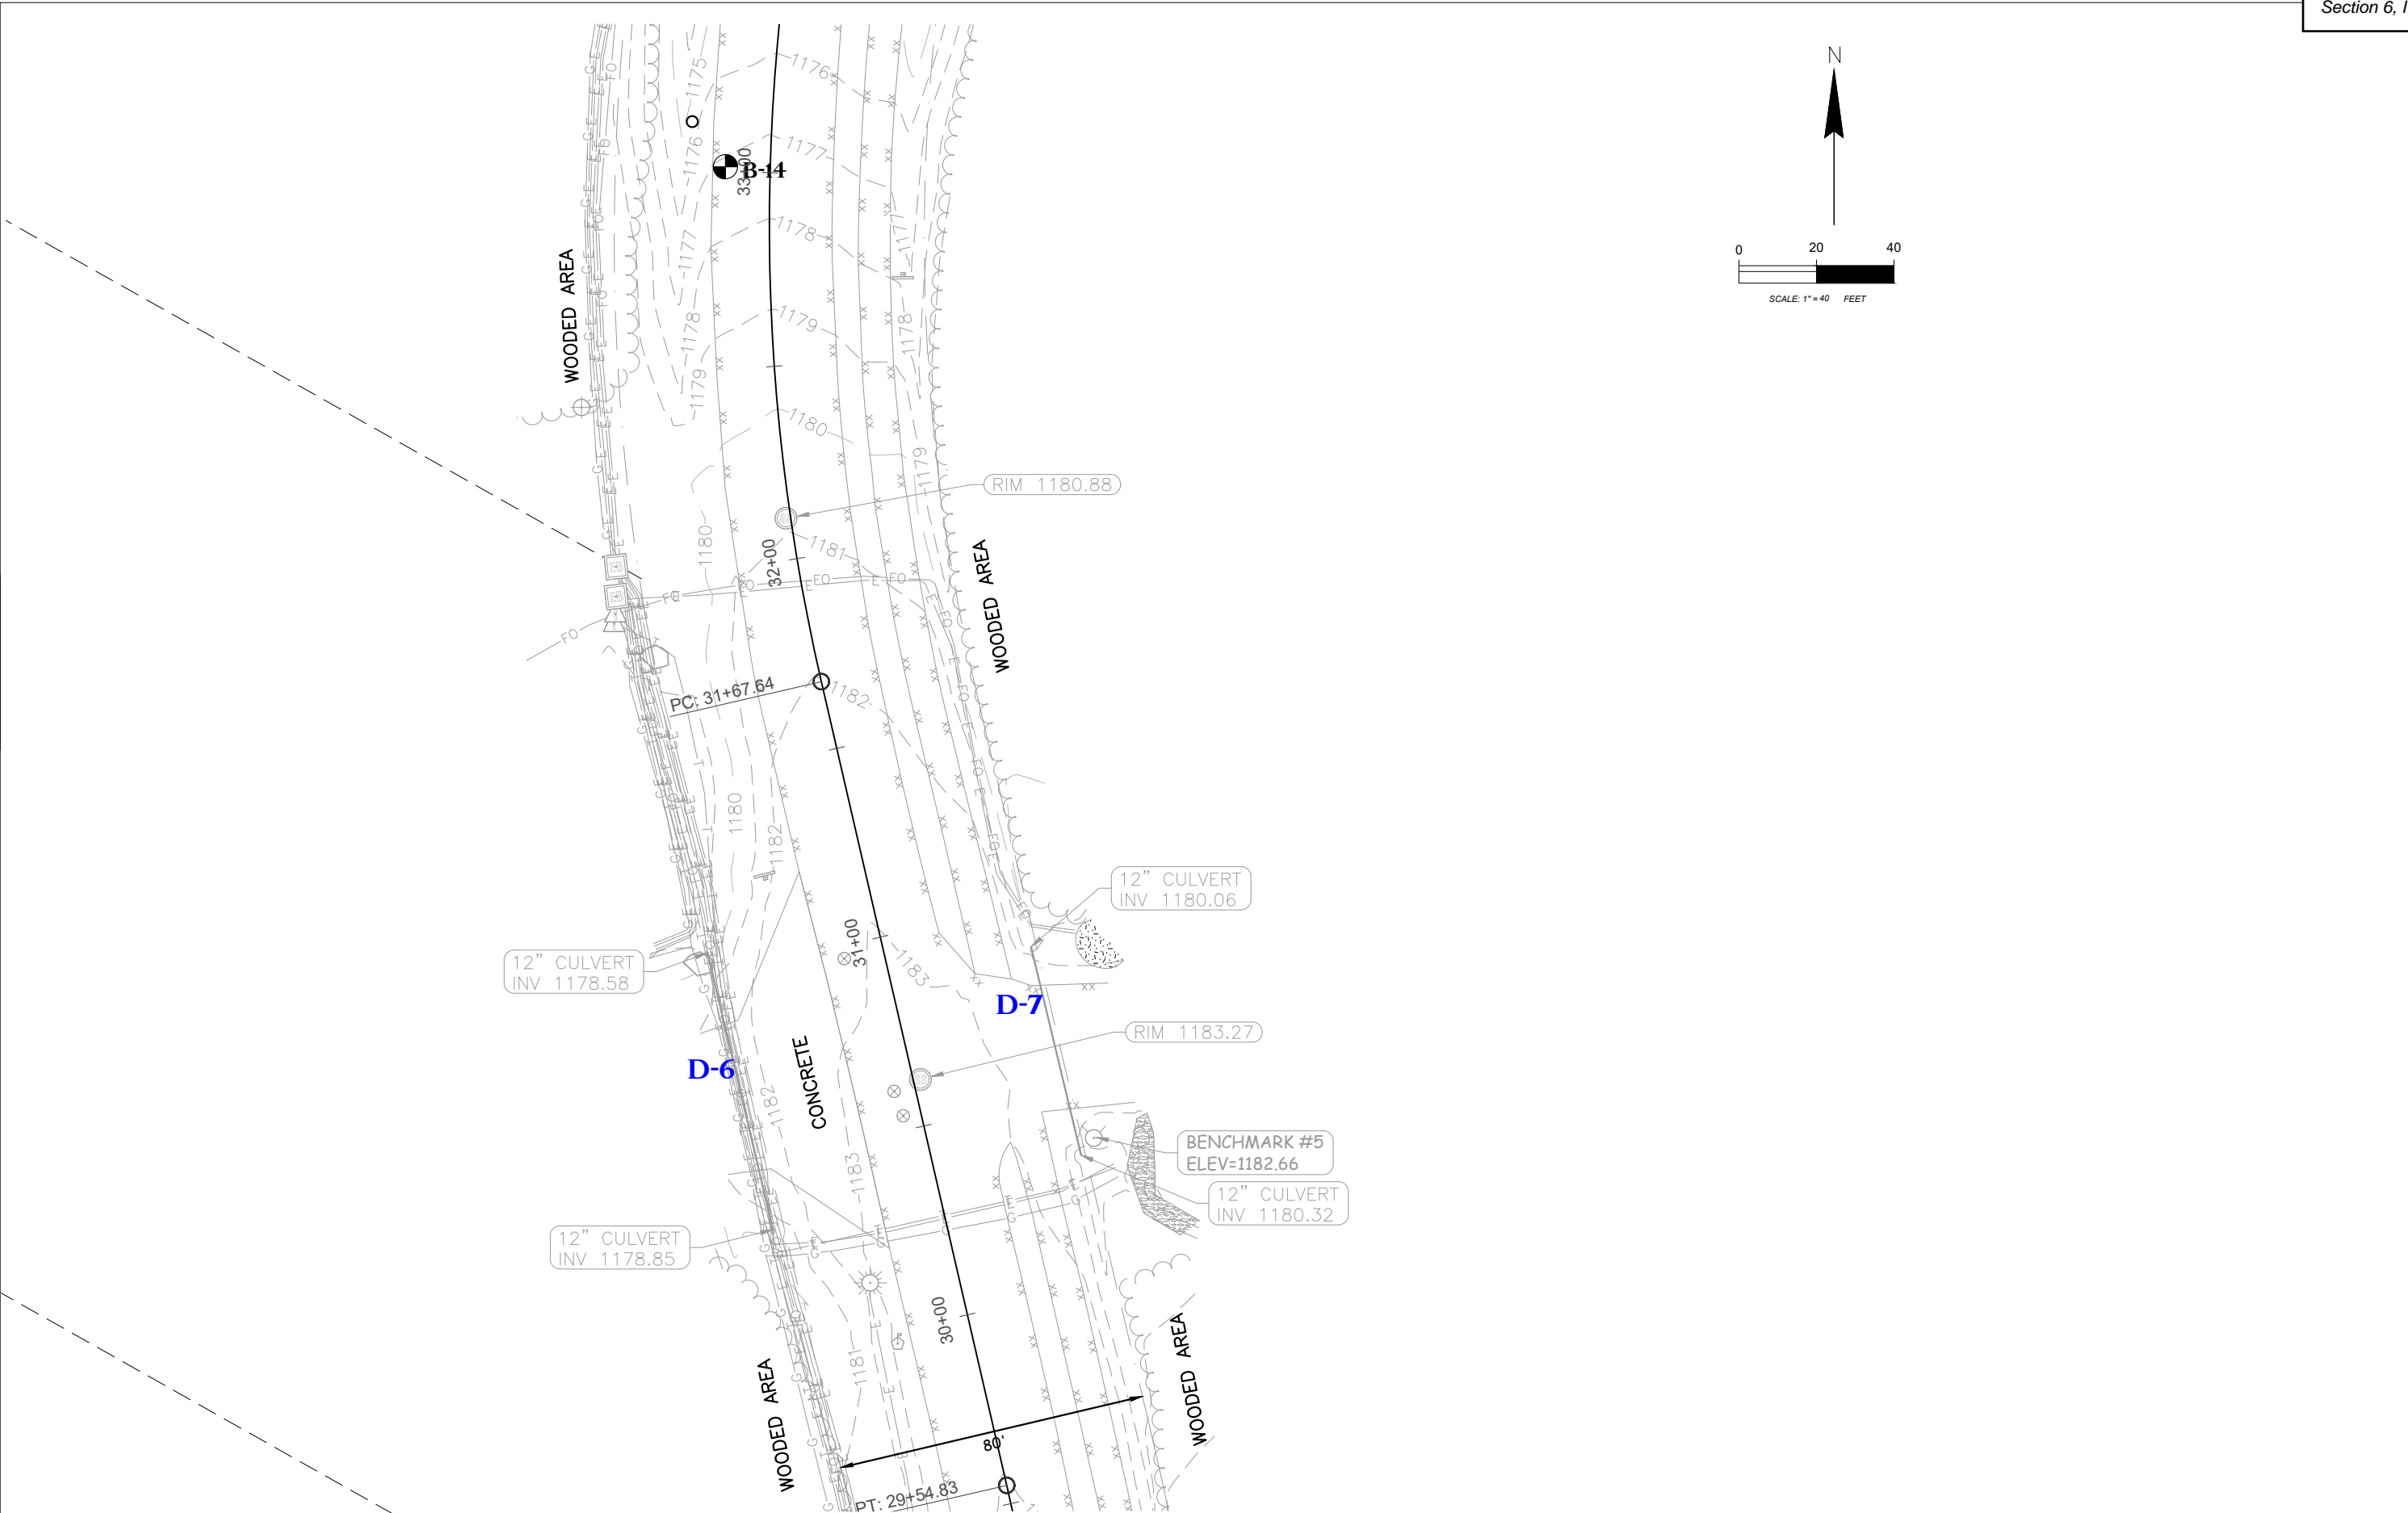 Section 6, I
N
0 20 40
SCALE: 1" = 40 FEET
1175
1176
1176
1177
B-14
33+00
1177
1177
1178
WOODED AREA
1178
1179
1178
1179
1180
1179
RIM 1180.88
1180
1181
32+00
WOODED AREA
FO
E
FO
E
FO
FO
PC: 31+67.64
1182
1180
1182
12" CULVERT
INV 1180.06
31+00
1183
12" CULVERT
INV 1178.58
D-7
RIM 1183.27
D-6
CONCRETE
1182
BENCHMARK #5
ELEV=1182.66
1183
12" CULVERT
INV 1180.32
12" CULVERT
INV 1178.85
E
G
30+00
WOODED AREA
1181
WOODED AREA
80'
PT: 29+54.83